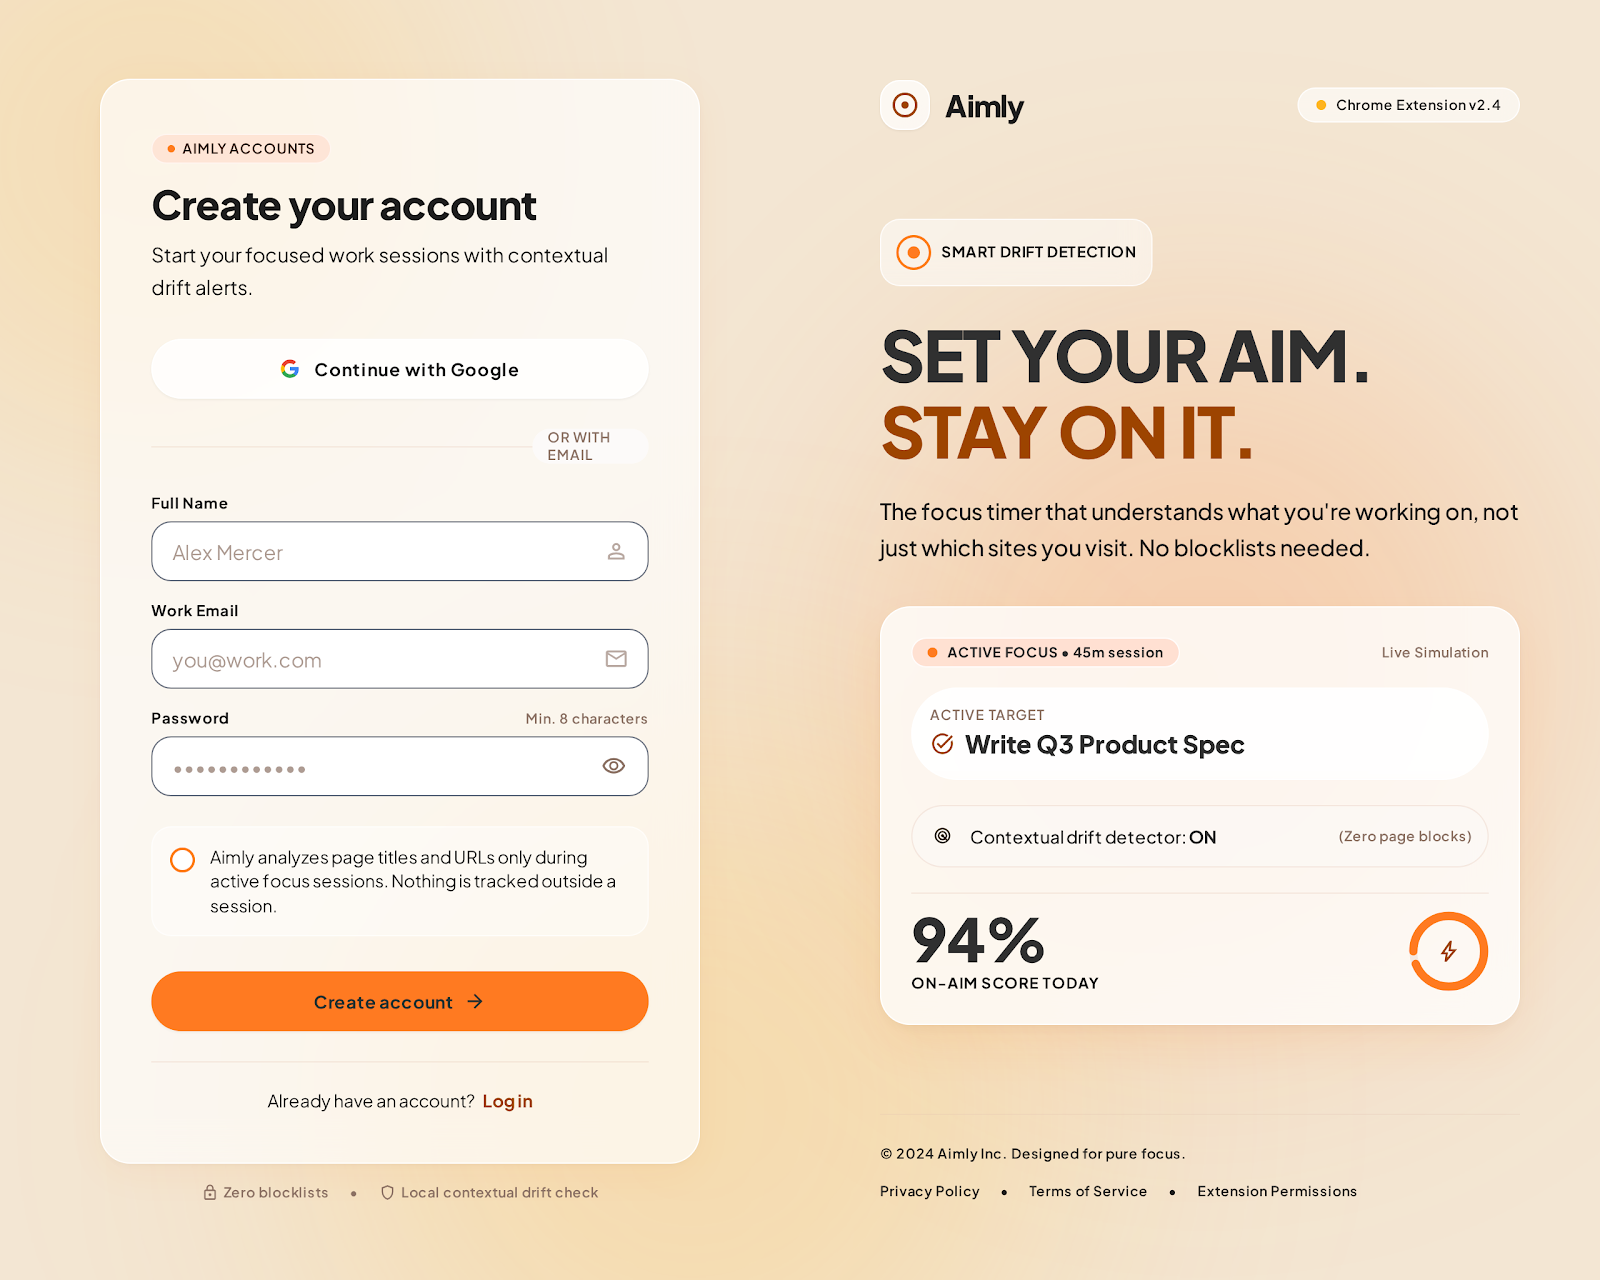 AIMLY ACCOUNTS
Create your account
Start your focused work sessions with contextual
drift alerts.
Continue with Google
OR WITH
EMAIL
Full Name
Alex Mercer
Work Email
you@work.com
Password
Min. 8 characters
••••••••••••
Aimly analyzes page titles and URLs only during
active focus sessions. Nothing is tracked outside a
session.
Create account →
Already have an account? Log in
Zero blocklists • Local contextual drift check
Aimly
Chrome Extension v2.4
SMART DRIFT DETECTION
SET YOUR AIM.
STAY ON IT.
The focus timer that understands what you're working on, not
just which sites you visit. No blocklists needed.
ACTIVE FOCUS • 45m session
Live Simulation
ACTIVE TARGET
Write Q3 Product Spec
Contextual drift detector: ON
(Zero page blocks)
94%
ON-AIM SCORE TODAY
© 2024 Aimly Inc. Designed for pure focus.
Privacy Policy • Terms of Service • Extension Permissions